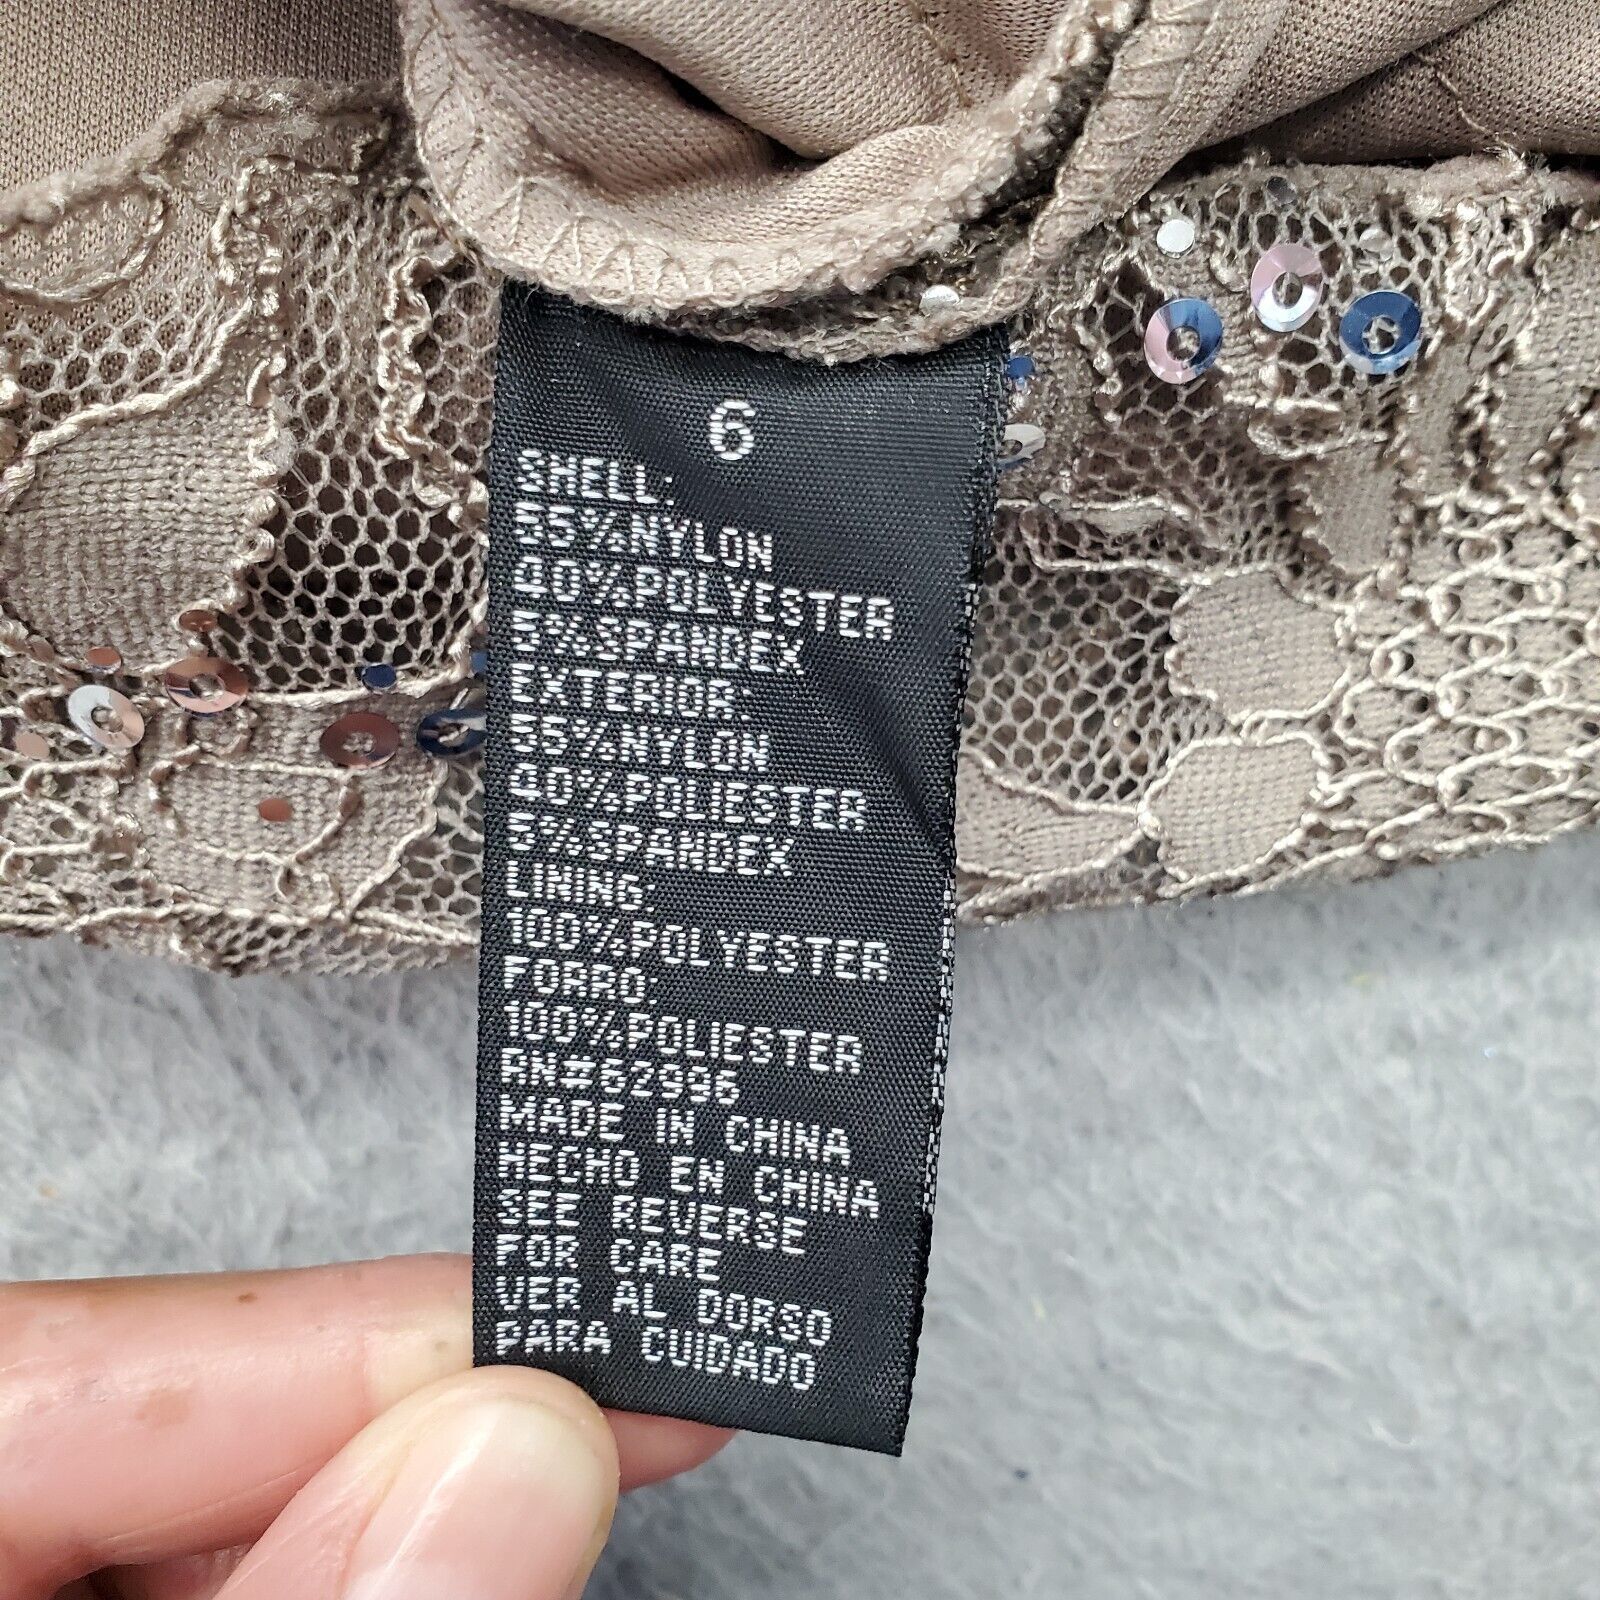 6
SHELL:
55%NYLON
40%POLYESTER
5%SPANDEX
EXTERIOR:
55%NYLON
40%POLIESTER
5%SPANDEX
LINING:
100%POLYESTER
FORRO:
100%POLIESTER
RN#62996
MADE IN CHINA
HECHO EN CHINA
SEE REVERSE
FOR CARE
VER AL DORSO
PARA CUIDADO